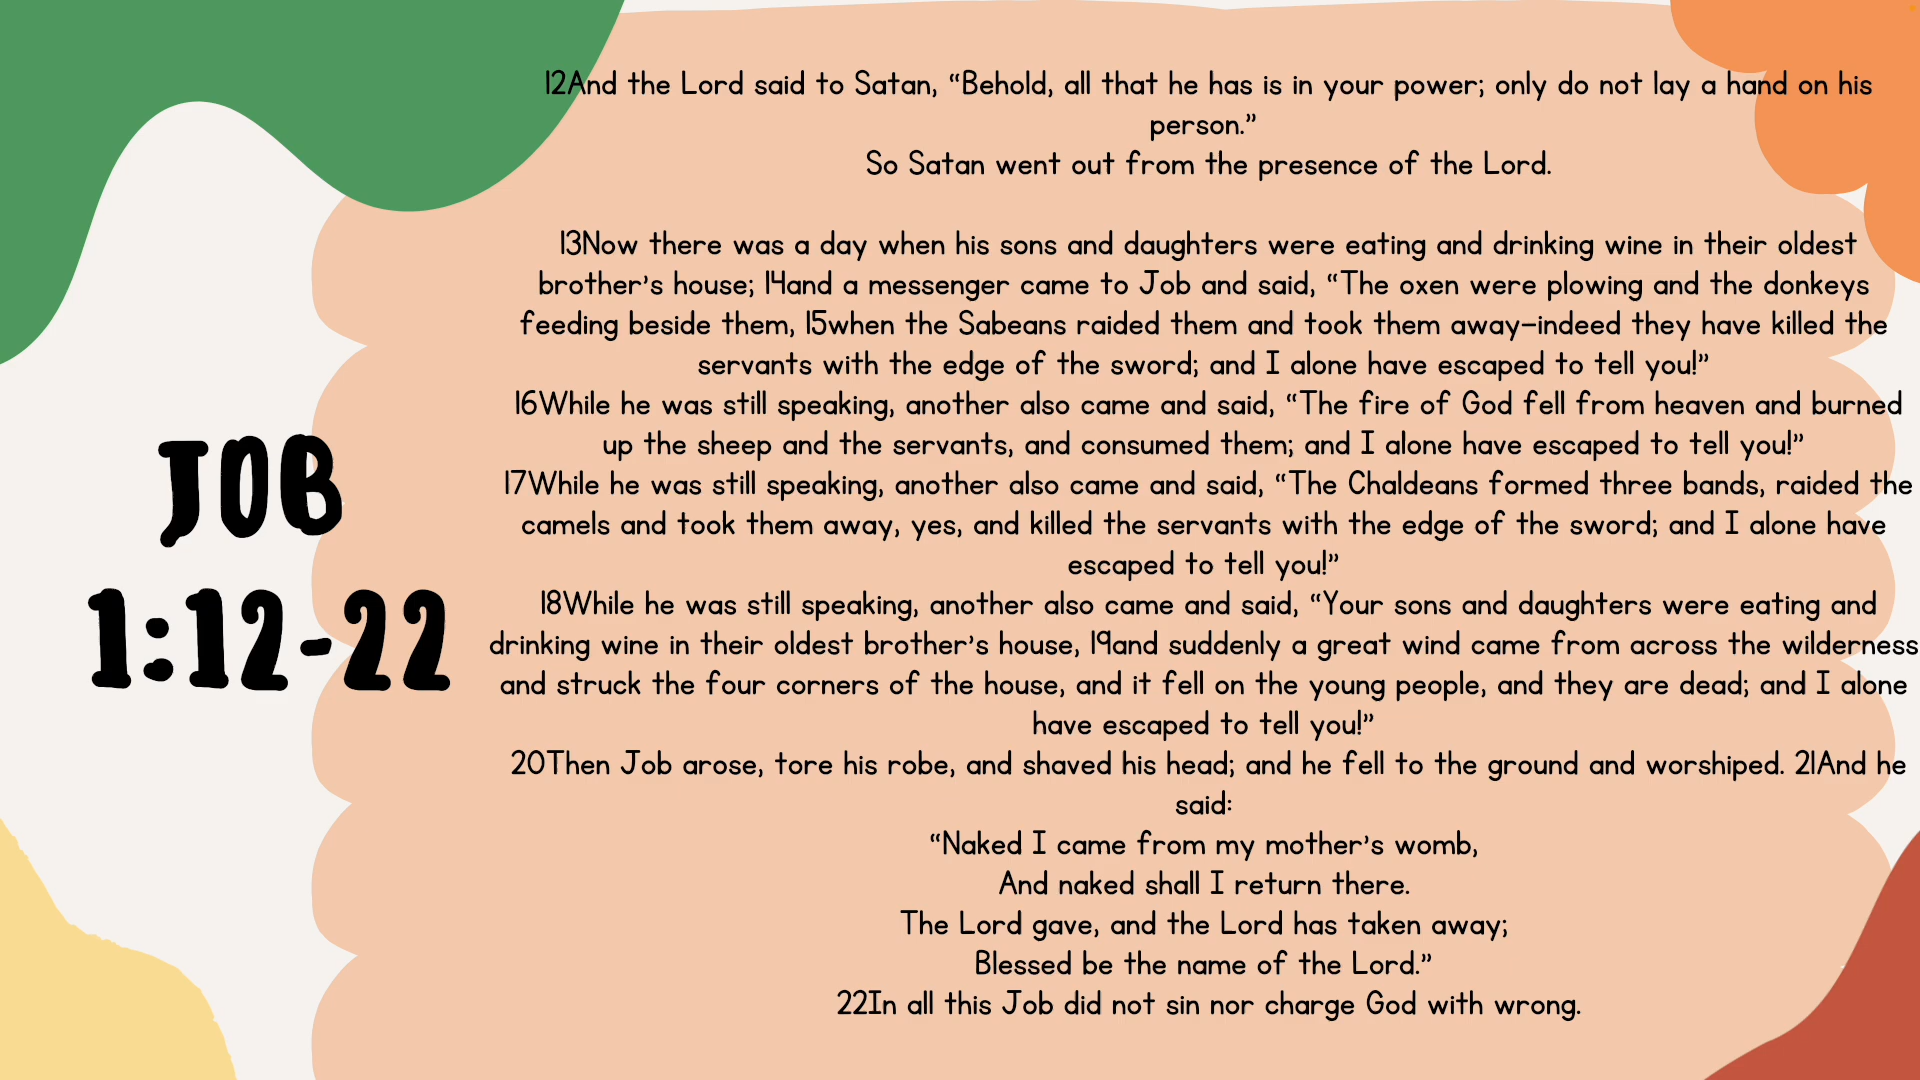 JOB
1:12-22
12And the Lord said to Satan, “Behold, all that he has is in your power; only do not lay a hand on his
person.”
So Satan went out from the presence of the Lord.
13Now there was a day when his sons and daughters were eating and drinking wine in their oldest
brother’s house; 14and a messenger came to Job and said, “The oxen were plowing and the donkeys
feeding beside them, 15when the Sabeans raided them and took them away—indeed they have killed the
servants with the edge of the sword; and I alone have escaped to tell you!”
16While he was still speaking, another also came and said, “The fire of God fell from heaven and burned
up the sheep and the servants, and consumed them; and I alone have escaped to tell you!”
17While he was still speaking, another also came and said, “The Chaldeans formed three bands, raided the
camels and took them away, yes, and killed the servants with the edge of the sword; and I alone have
escaped to tell you!”
18While he was still speaking, another also came and said, “Your sons and daughters were eating and
drinking wine in their oldest brother’s house, 19and suddenly a great wind came from across the wilderness
and struck the four corners of the house, and it fell on the young people, and they are dead; and I alone
have escaped to tell you!”
20Then Job arose, tore his robe, and shaved his head; and he fell to the ground and worshiped. 21And he
said:
“Naked I came from my mother’s womb,
And naked shall I return there.
The Lord gave, and the Lord has taken away;
Blessed be the name of the Lord.”
22In all this Job did not sin nor charge God with wrong.